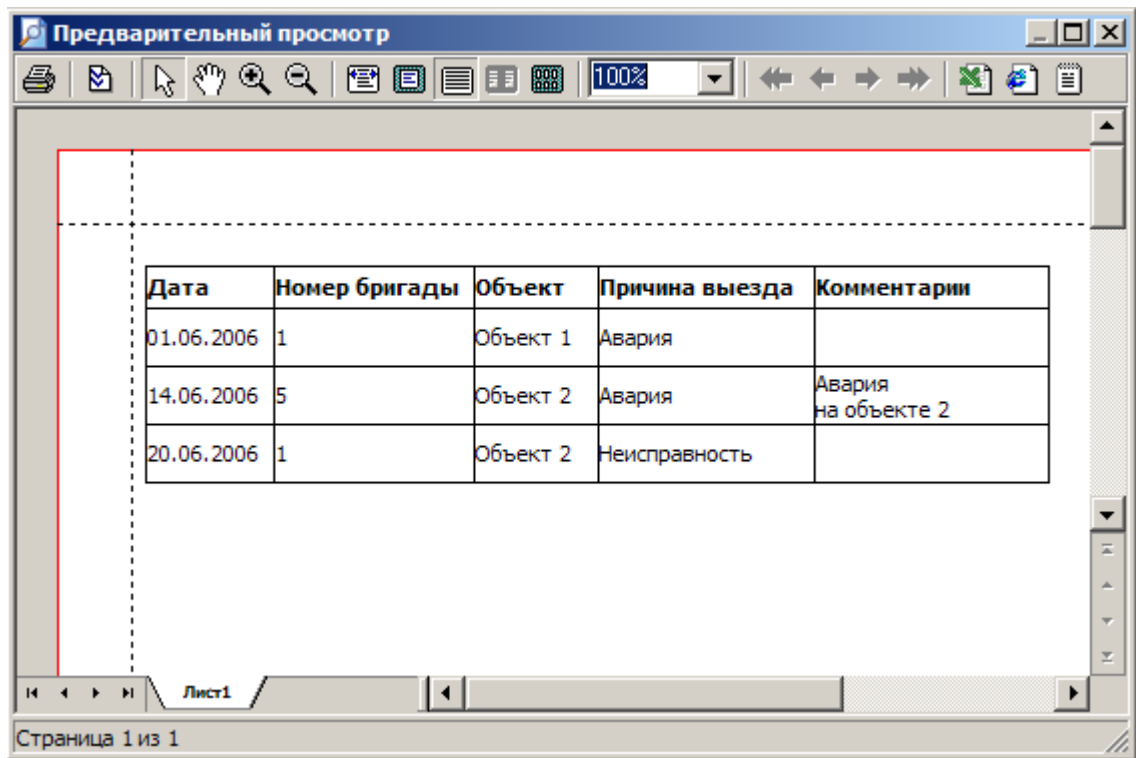 Предварительный просмотр
100%
Дата Номер бригады Объект Причина выезда Комментарии
01.06.2006 1 Объект 1 Авария
14.06.2006 5 Объект 2 Авария Авария
на объекте 2
20.06.2006 1 Объект 2 Неисправность
Лист1
Страница 1 из 1